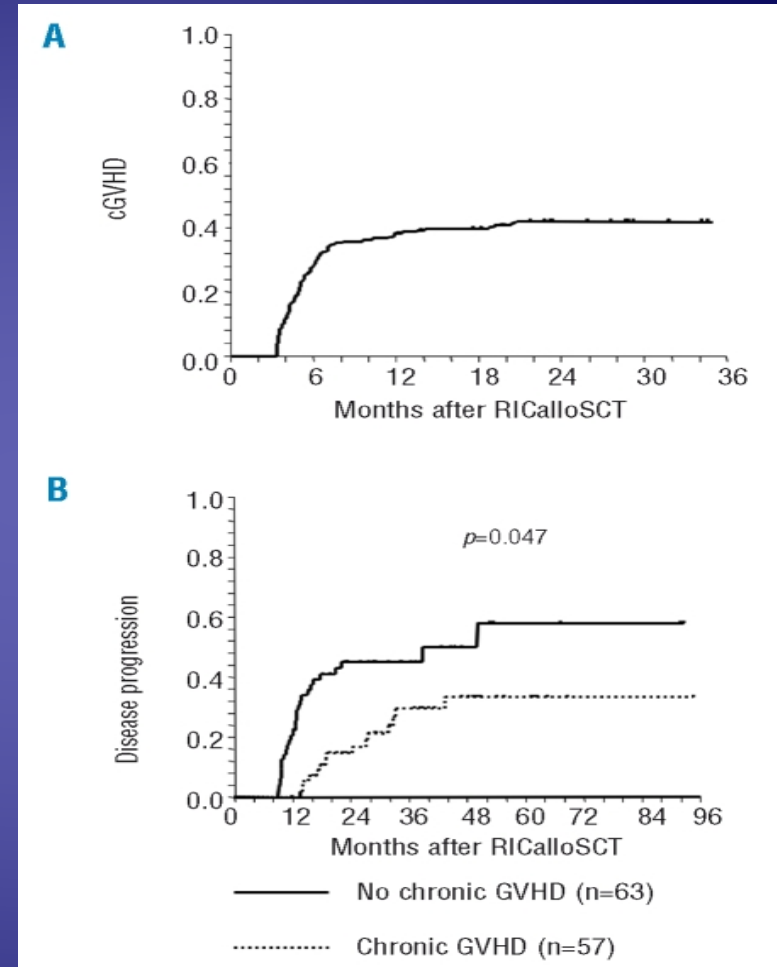 A
1.0
0.8
0.6
0.4
0.2
0.0
cGVHD
0 6 12 18 24 30 36
Months after RICalloSCT
B
1.0
0.8
0.6
0.4
0.2
0.0
Disease progression
p=0.047
0 12 24 36 48 60 72 84 96
Months after RICalloSCT
No chronic GVHD (n=63)
Chronic GVHD (n=57)